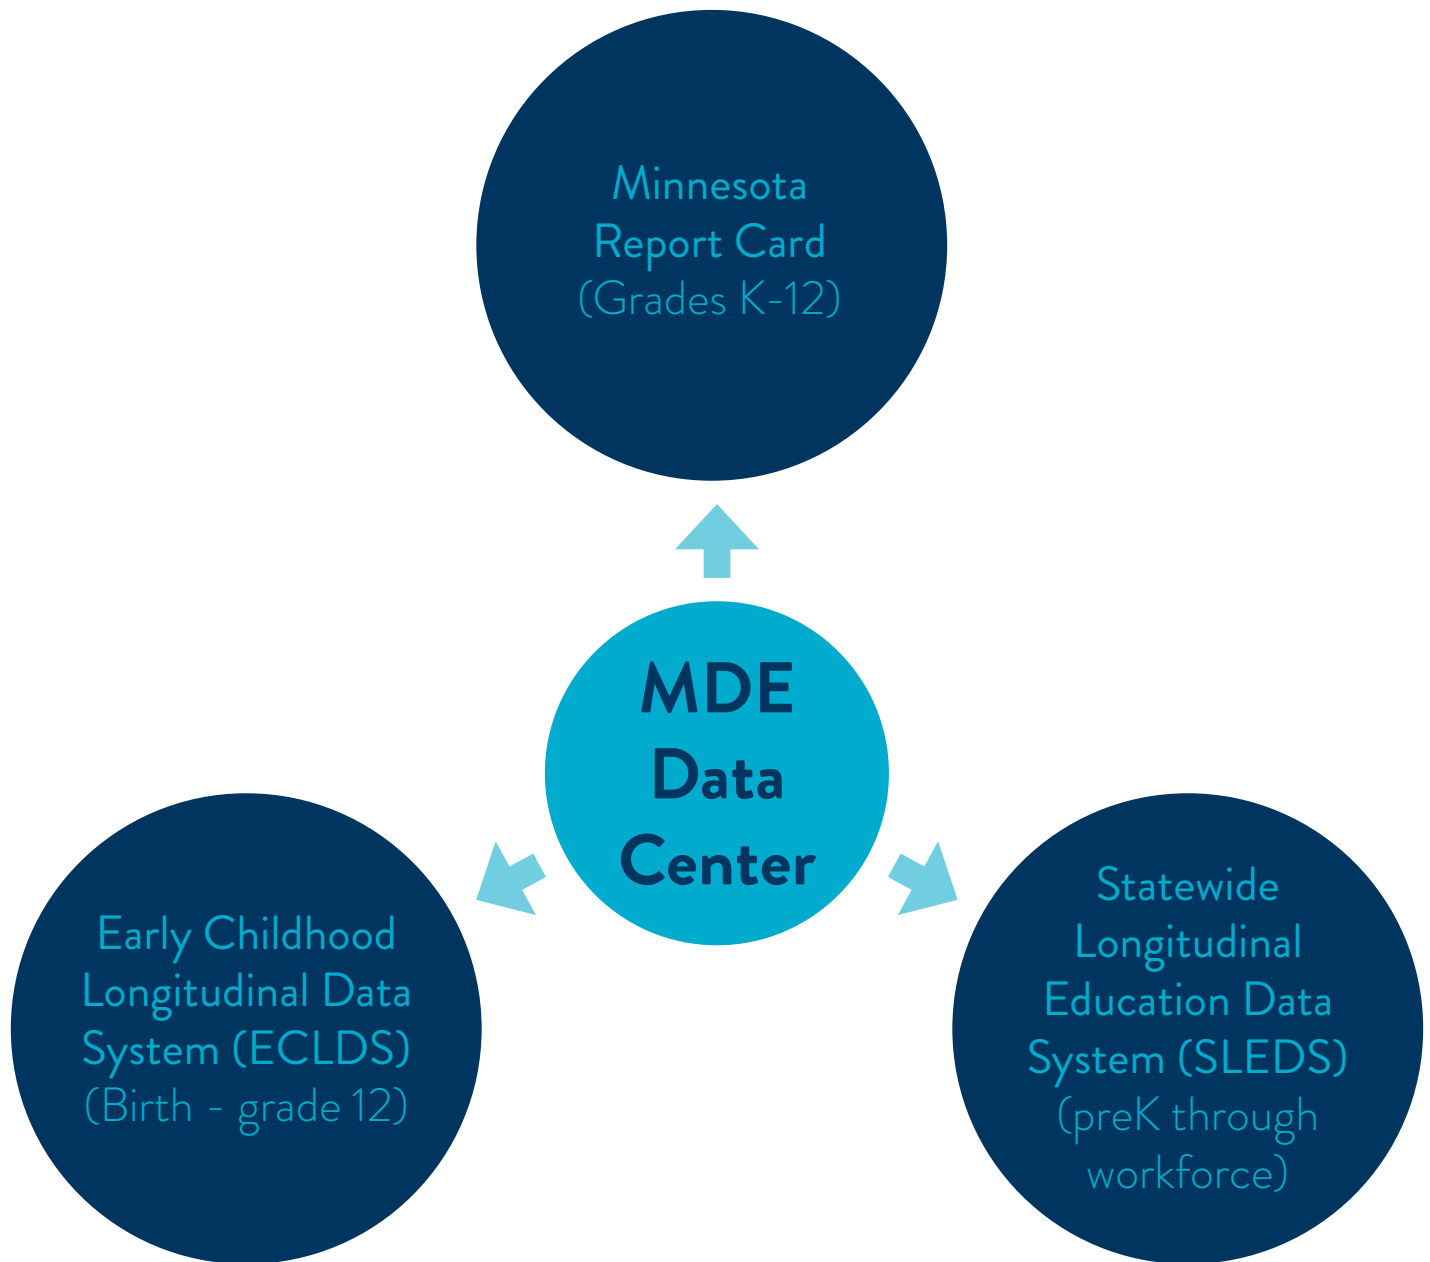 Minnesota
Report Card
(Grades K-12)
MDE
Data
Center
Early Childhood
Longitudinal Data
System (ECLDS)
(Birth - grade 12)
Statewide
Longitudinal
Education Data
System (SLEDS)
(preK through
workforce)